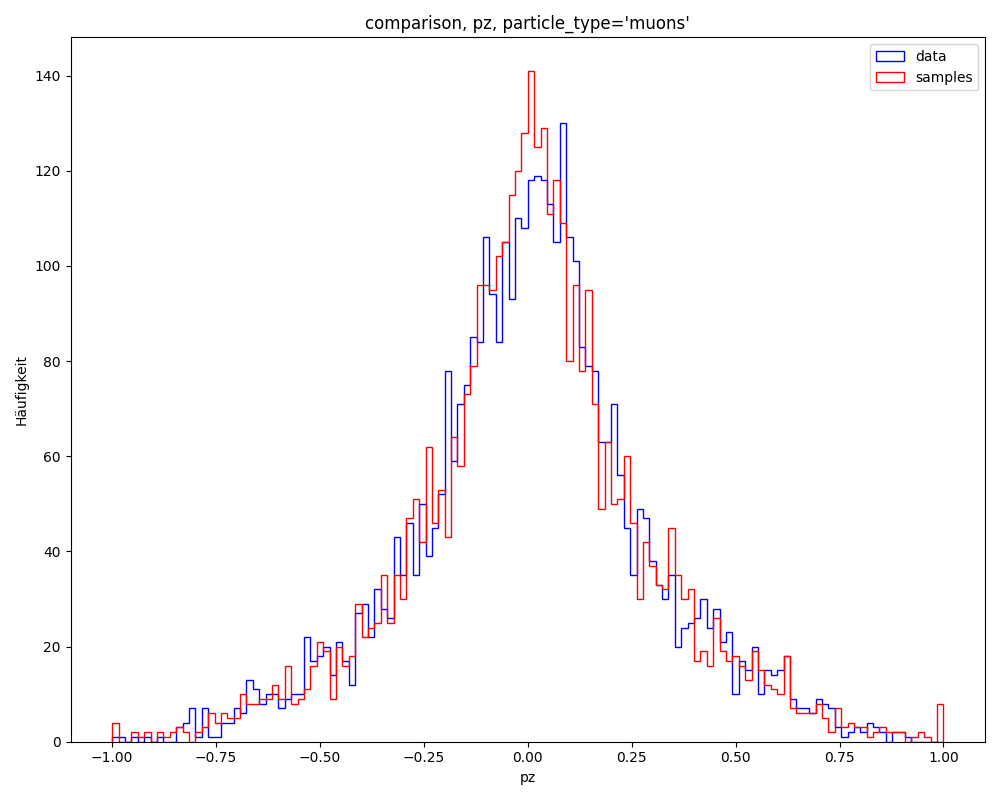 comparison, pz, particle_type='muons'
data
samples
140
120
100
80
60
40
20
0
Häufigkeit
−1.00 −0.75 −0.50 −0.25 0.00 0.25 0.50 0.75 1.00
pz